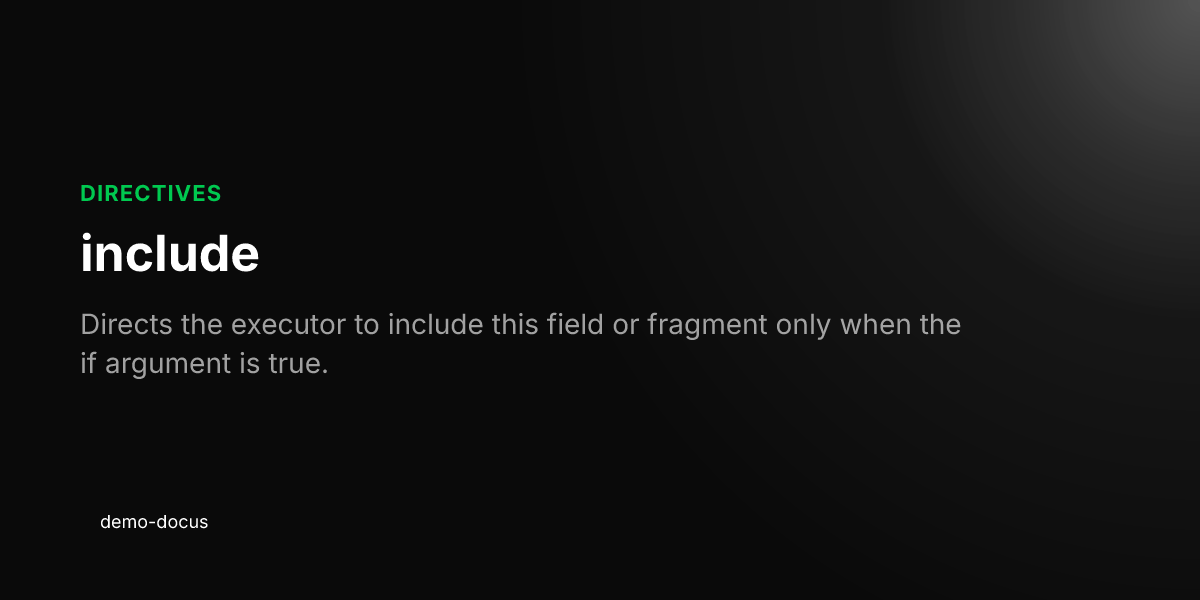 DIRECTIVES
include
Directs the executor to include this field or fragment only when the
if argument is true.
demo-docus